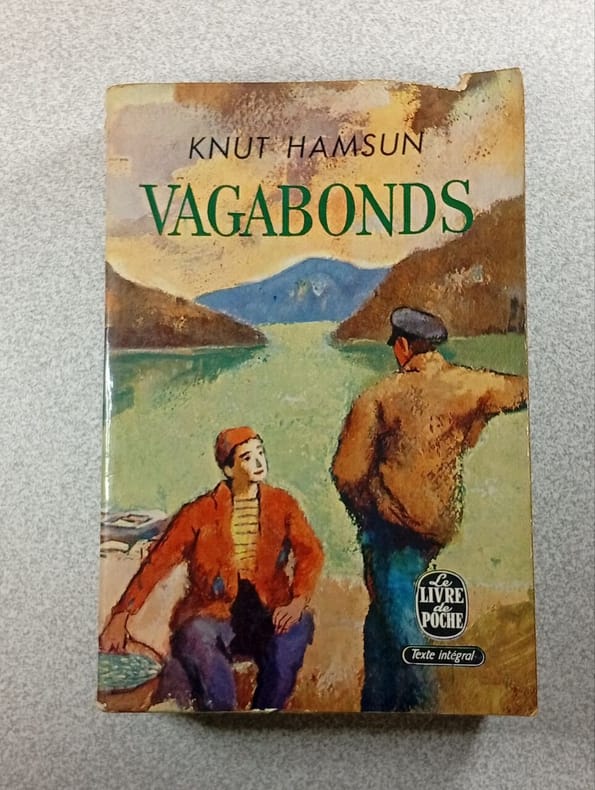 KNUT HAMSUN
VAGABONDS
Le
LIVRE
de
POCHE
Texte intégral